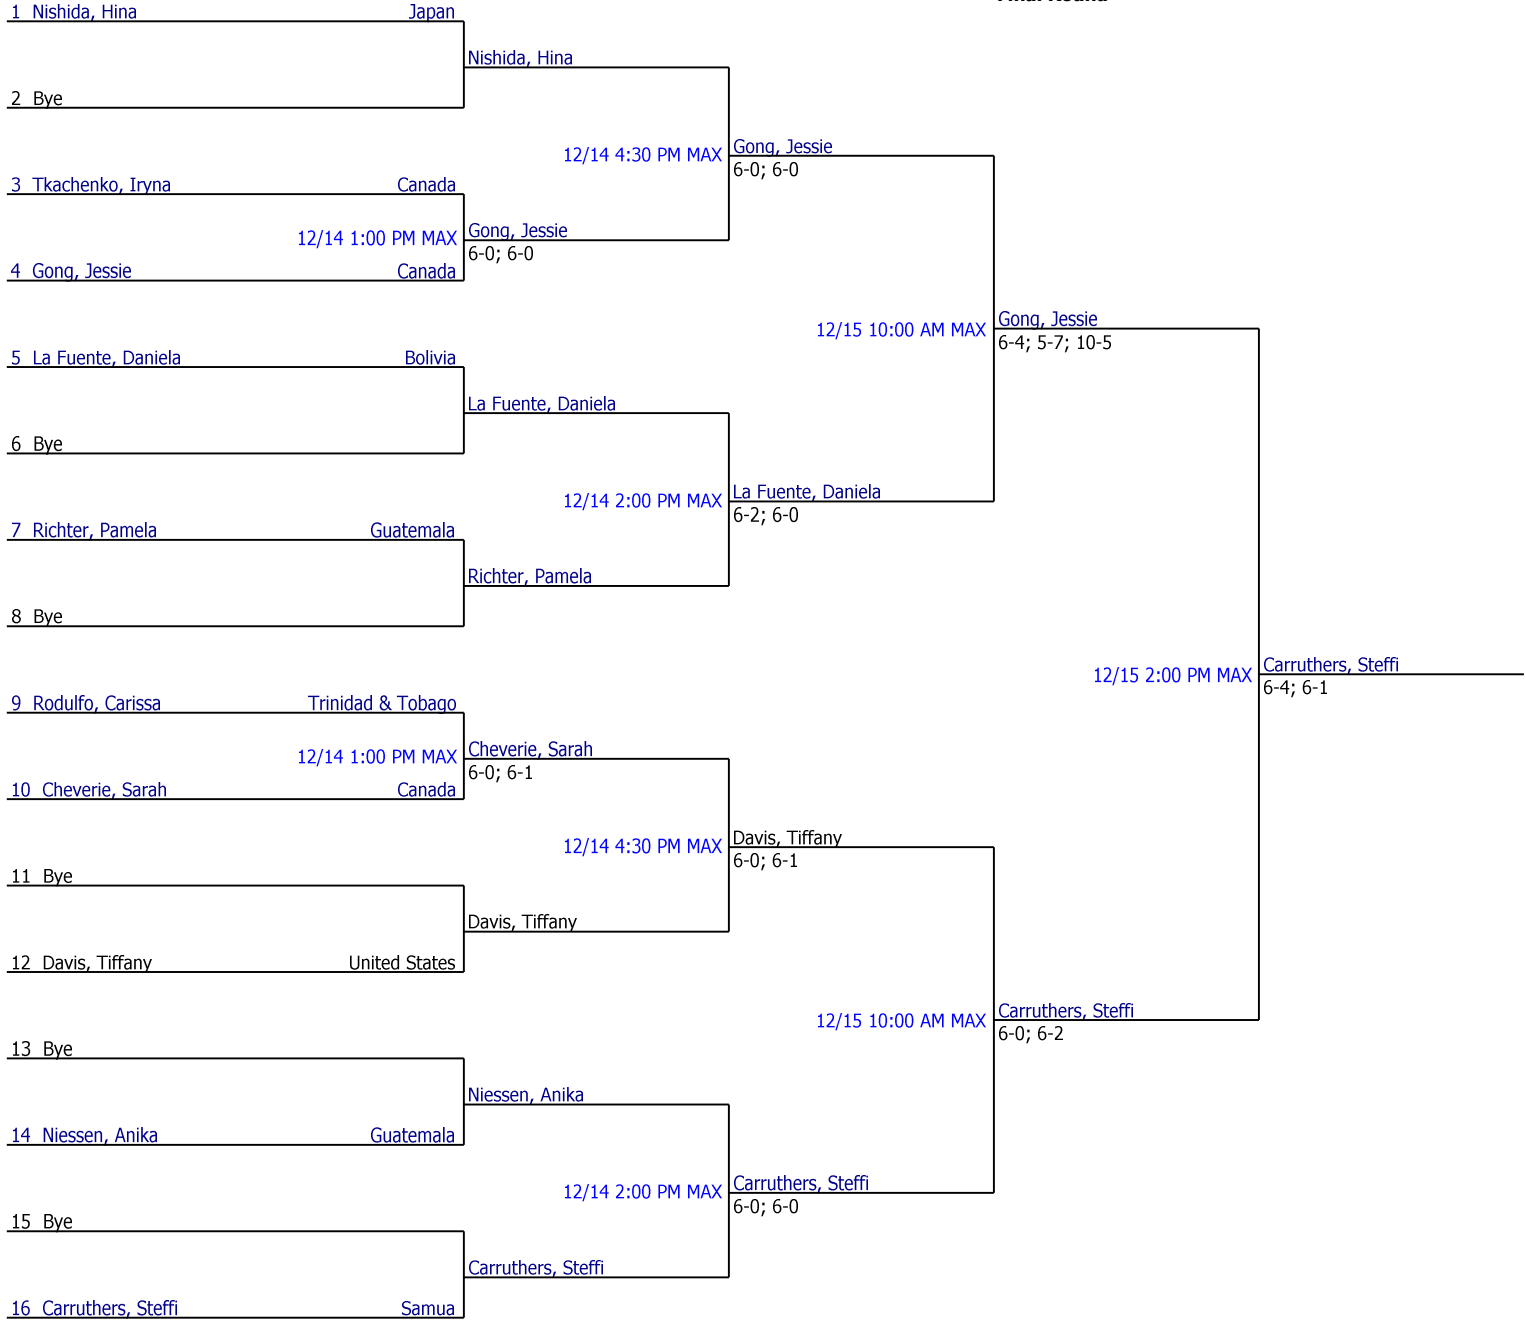 1 Nishida, Hina Japan
Nishida, Hina
2 Bye
12/14 4:30 PM MAX Gong, Jessie
6-0; 6-0
3 Tkachenko, Iryna Canada
12/14 1:00 PM MAX Gong, Jessie
6-0; 6-0
4 Gong, Jessie Canada
12/15 10:00 AM MAX Gong, Jessie
6-4; 5-7; 10-5
5 La Fuente, Daniela Bolivia
La Fuente, Daniela
6 Bye
12/14 2:00 PM MAX La Fuente, Daniela
6-2; 6-0
7 Richter, Pamela Guatemala
Richter, Pamela
8 Bye
12/15 2:00 PM MAX Carruthers, Steffi
6-4; 6-1
9 Rodulfo, Carissa Trinidad & Tobago
12/14 1:00 PM MAX Cheverie, Sarah
6-0; 6-1
10 Cheverie, Sarah Canada
12/14 4:30 PM MAX Davis, Tiffany
6-0; 6-1
11 Bye
Davis, Tiffany
12 Davis, Tiffany United States
12/15 10:00 AM MAX Carruthers, Steffi
6-0; 6-2
13 Bye
Niessen, Anika
14 Niessen, Anika Guatemala
12/14 2:00 PM MAX Carruthers, Steffi
6-0; 6-0
15 Bye
Carruthers, Steffi
16 Carruthers, Steffi Samua